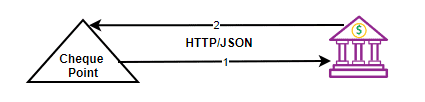 2
HTTP/JSON
Cheque
Point
1
$